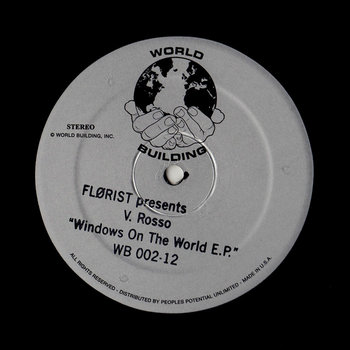 WORLD
BUILDING
STEREO
© WORLD BUILDING, INC.
FLØRIST presents
V. Rosso
"Windows On The World E.P."
WB 002-12
ALL RIGHTS RESERVED - DISTRIBUTED BY PEOPLES POTENTIAL UNLIMITED - MADE IN U.S.A.